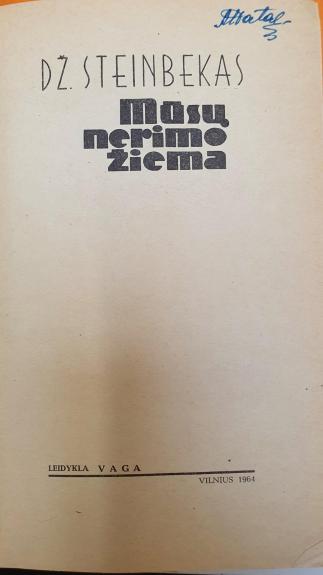 DŽ. STEINBEKAS
Mūsų
nerimo
žiema
LEIDYKLA VAGA
VILNIUS 1964